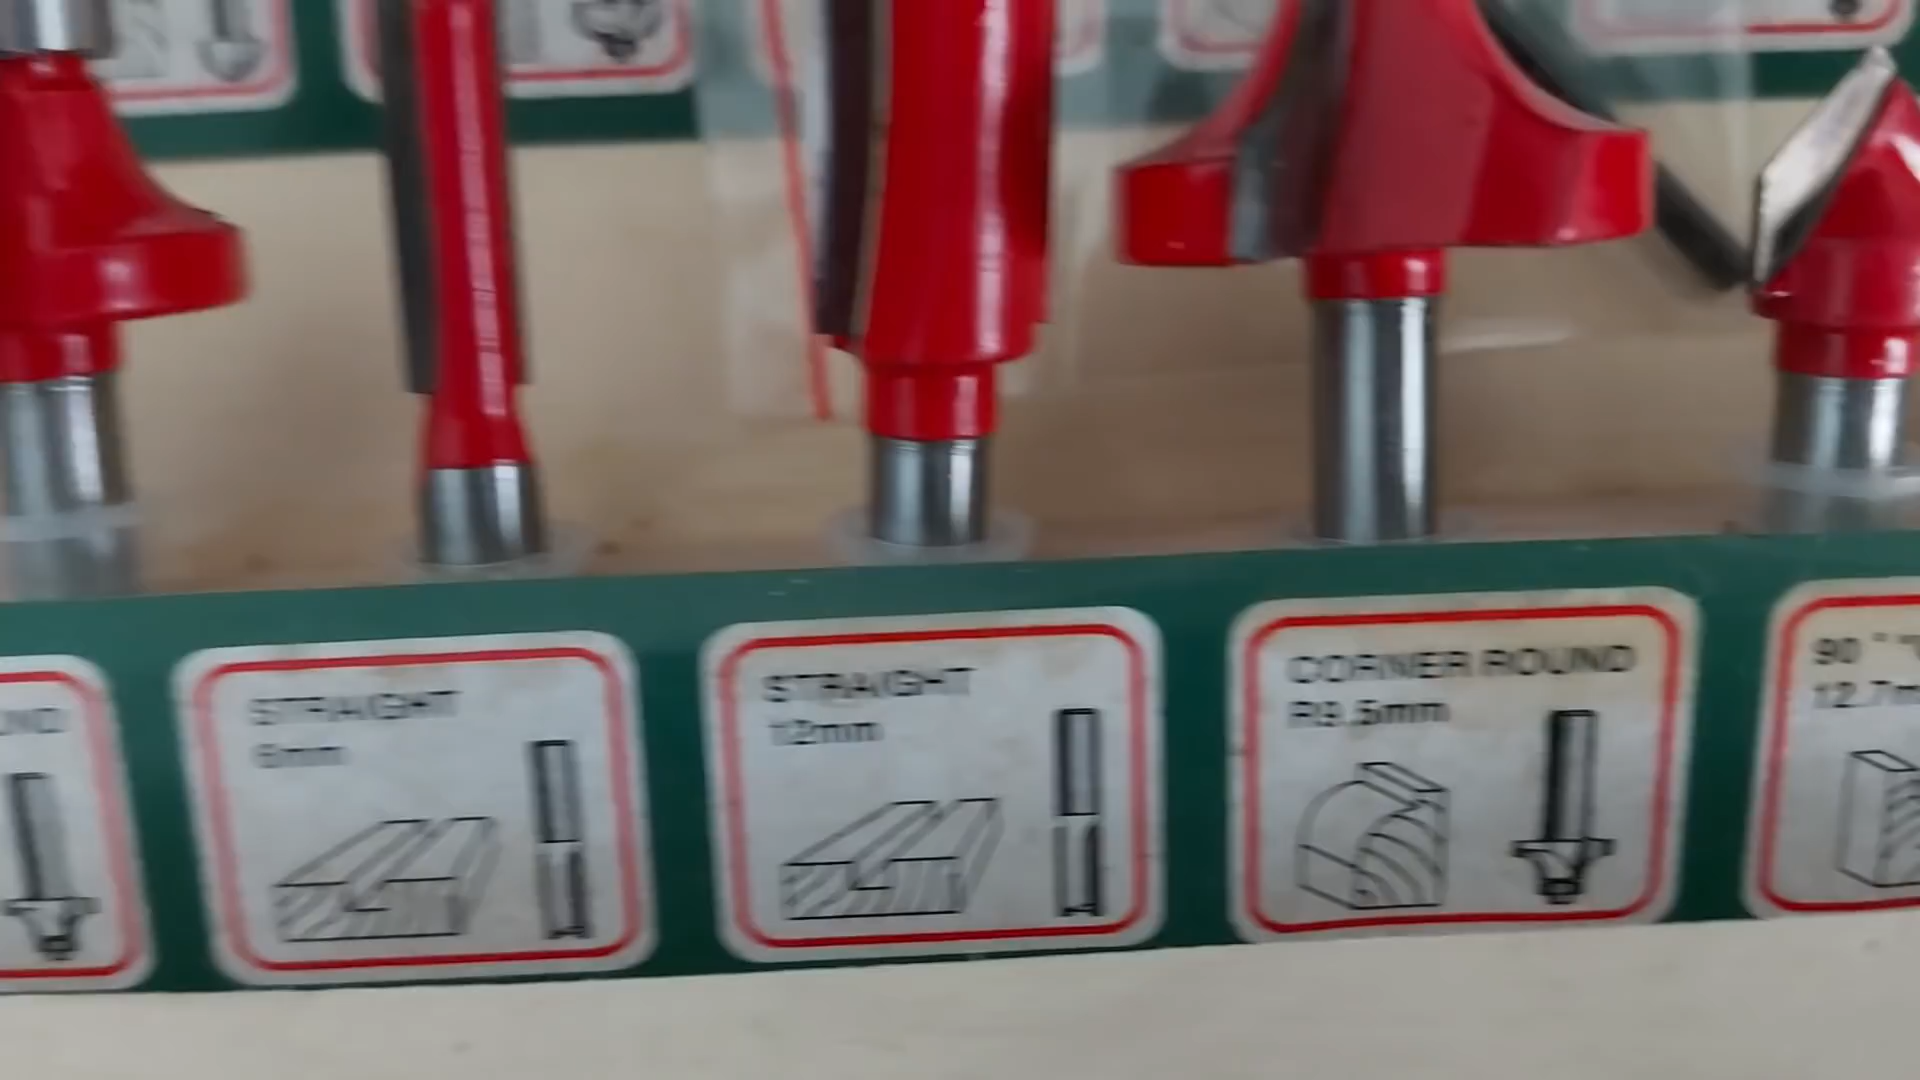 STRAIGHT
6mm
STRAIGHT
12mm
CORNER ROUND
R9.5mm
90